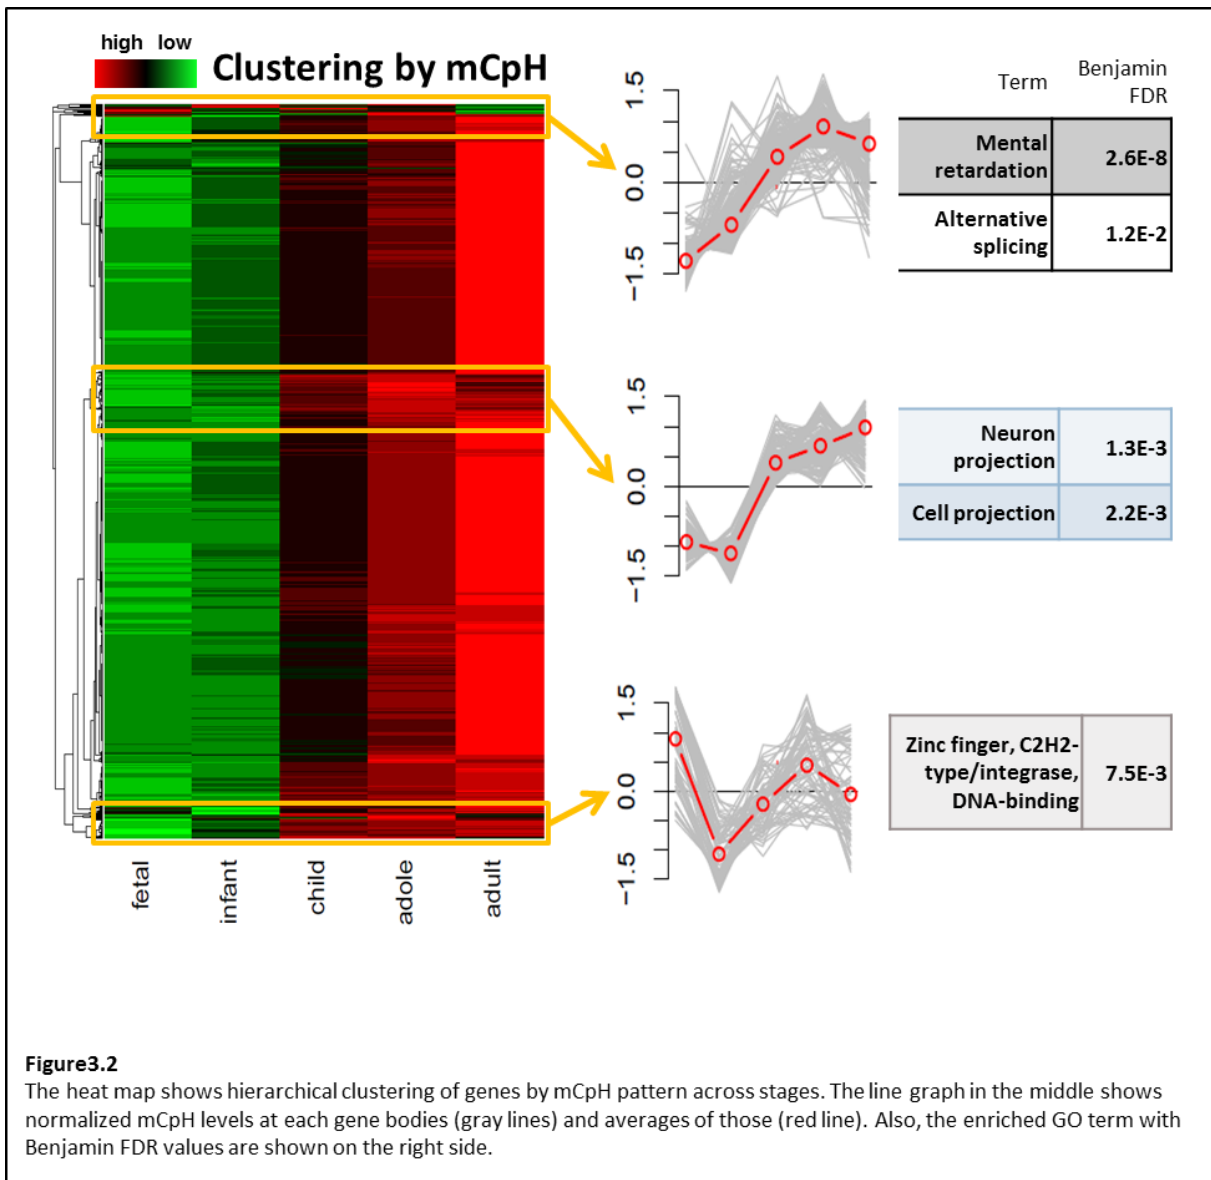 high low
Clustering by mCpH
fetal
infant
child
adole
adult
1.5
0.0
−1.5
Term
Benjamin
FDR
Mental
retardation
2.6E-8
Alternative
splicing
1.2E-2
1.5
0.0
−1.5
Neuron
projection
1.3E-3
Cell projection
2.2E-3
1.5
0.0
−1.5
Zinc finger, C2H2-
type/integrase,
DNA-binding
7.5E-3
Figure3.2
The heat map shows hierarchical clustering of genes by mCpH pattern across stages. The line graph in the middle shows
normalized mCpH levels at each gene bodies (gray lines) and averages of those (red line). Also, the enriched GO term with
Benjamin FDR values are shown on the right side.